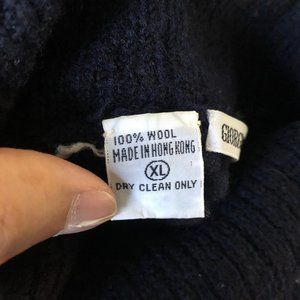 100% WOOL
MADE IN HONG KONG
XL
DRY CLEAN ONLY